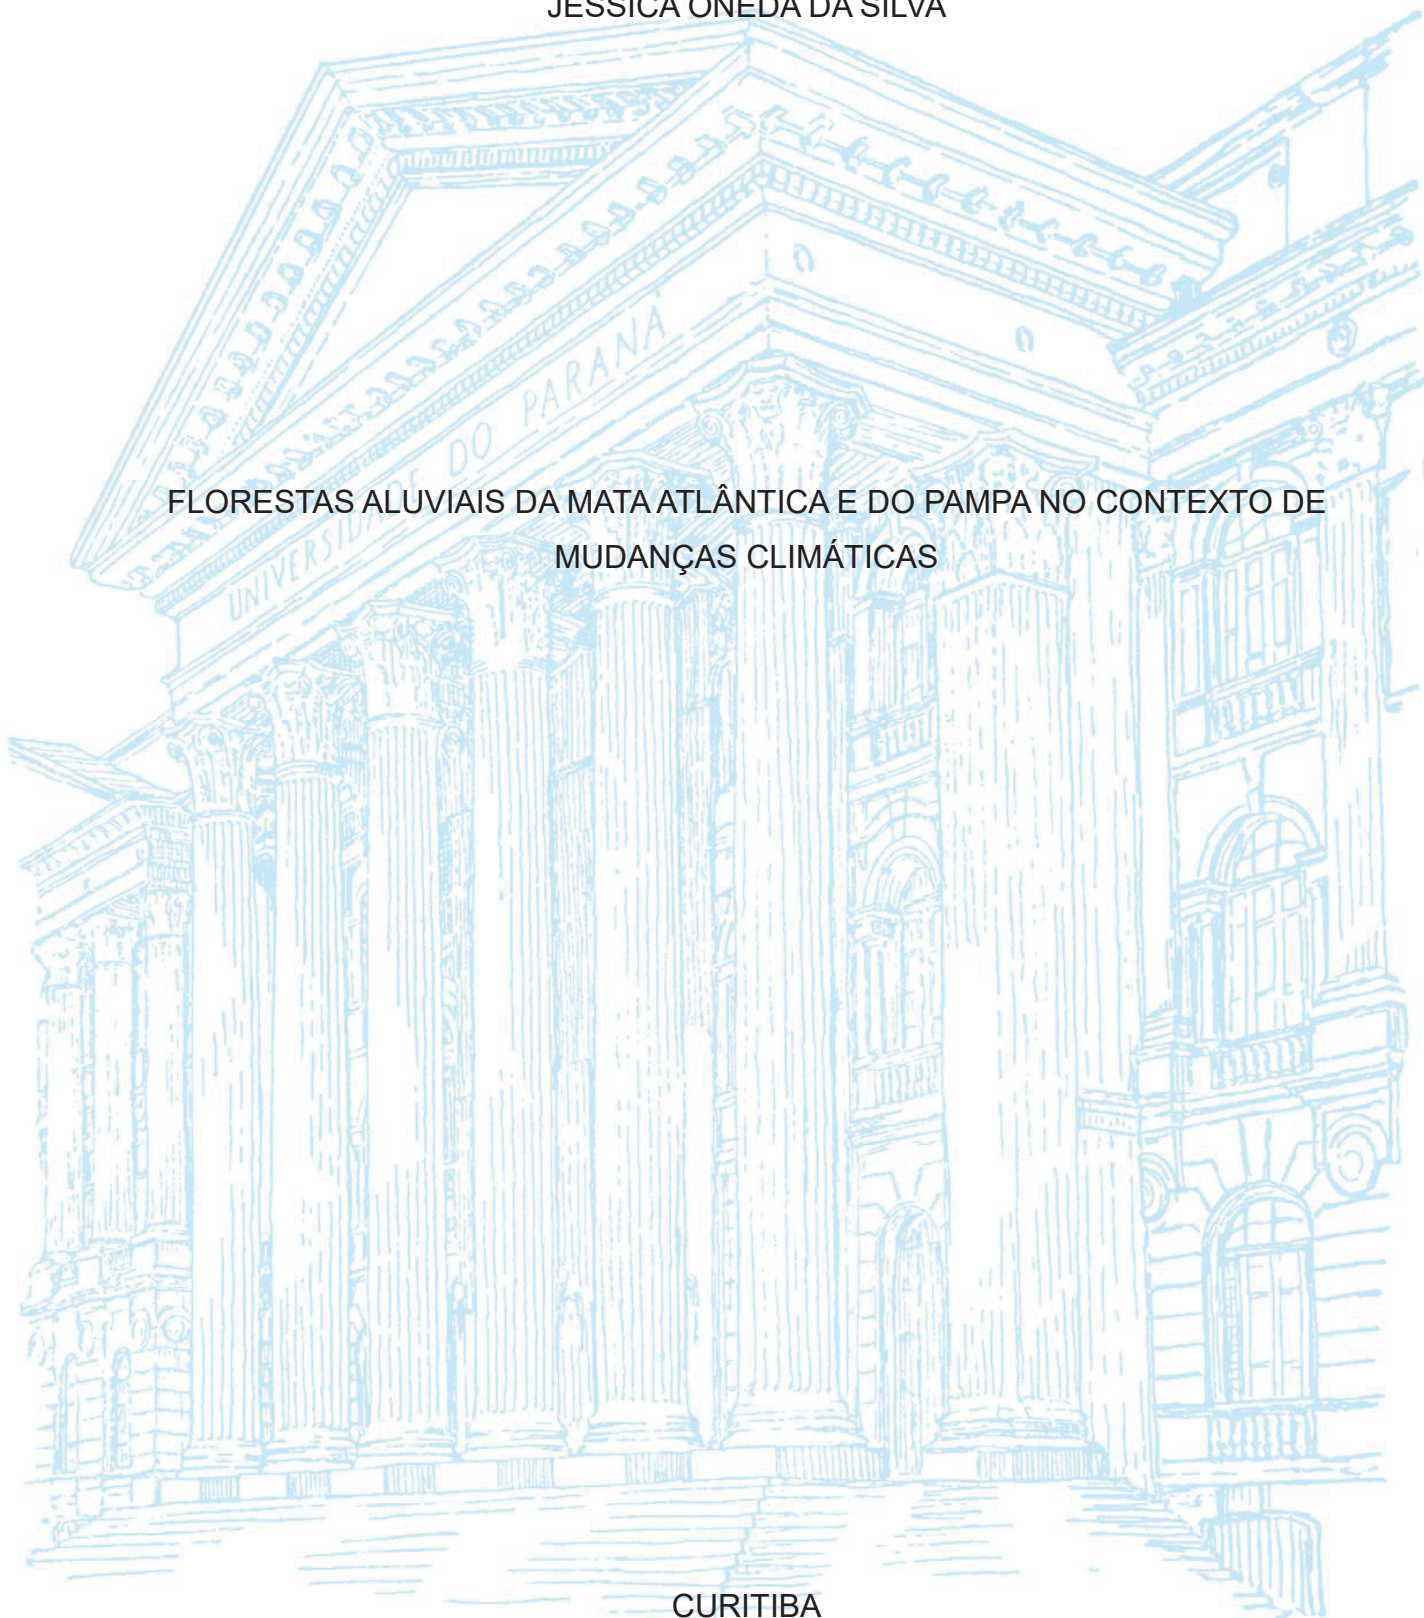 JESSICA ONEDA DA SILVA
UNIVERSIDADE DO PARANÁ
FLORESTAS ALUVIAIS DA MATA ATLÂNTICA E DO PAMPA NO CONTEXTO DE
MUDANÇAS CLIMÁTICAS
CURITIBA